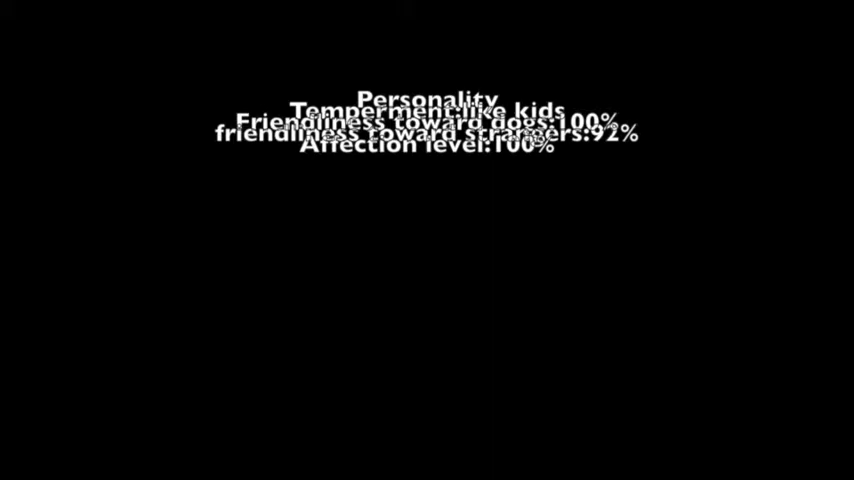 Personality
Temperment:like kids
Friendliness toward dogs:100%
friendliness toward strangers:92%
Affection level:100%